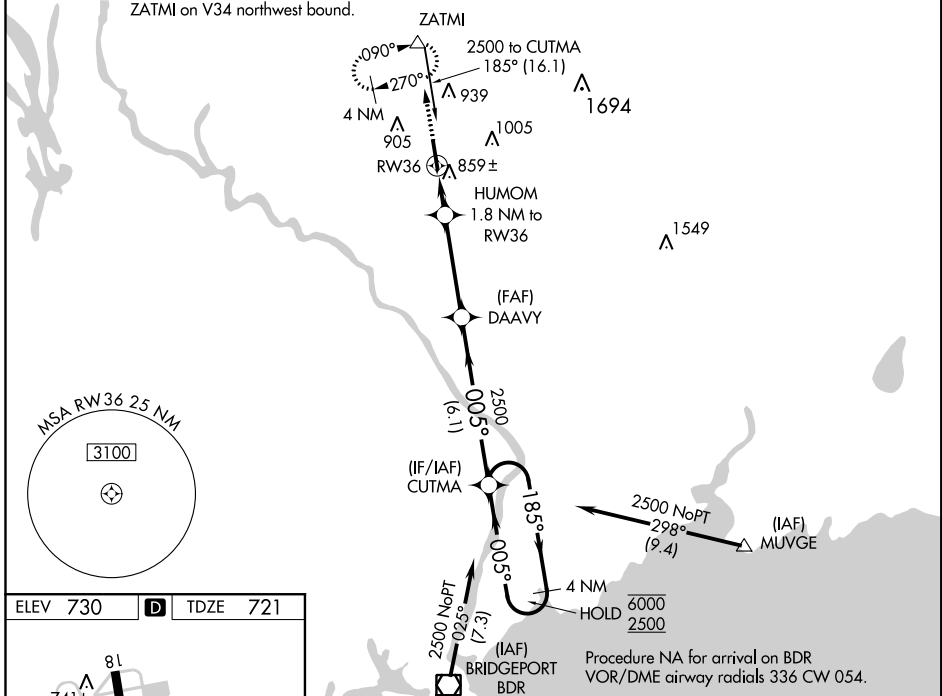 ZATMI on V34 northwest bound.
ZATMI
090°
270°
4 NM
2500 to CUTMA
185° (16.1)
939
1694
905
1005
RW36
859 ±
HUMOM
1.8 NM to
RW36
1549
(FAF)
DAAVY
2500
005°
(6.1)
MSA RW36 25 NM
3100
(IF/IAF)
CUTMA
185°
005°
2500 NoPT
298°
(9.4)
(IAF)
MUVGE
4 NM
HOLD 6000
2500
2500 NoPT
025°
(7.3)
(IAF)
BRIDGEPORT
BDR
Procedure NA for arrival on BDR
VOR/DME airway radials 336 CW 054.
ELEV 730 D TDZE 721
18